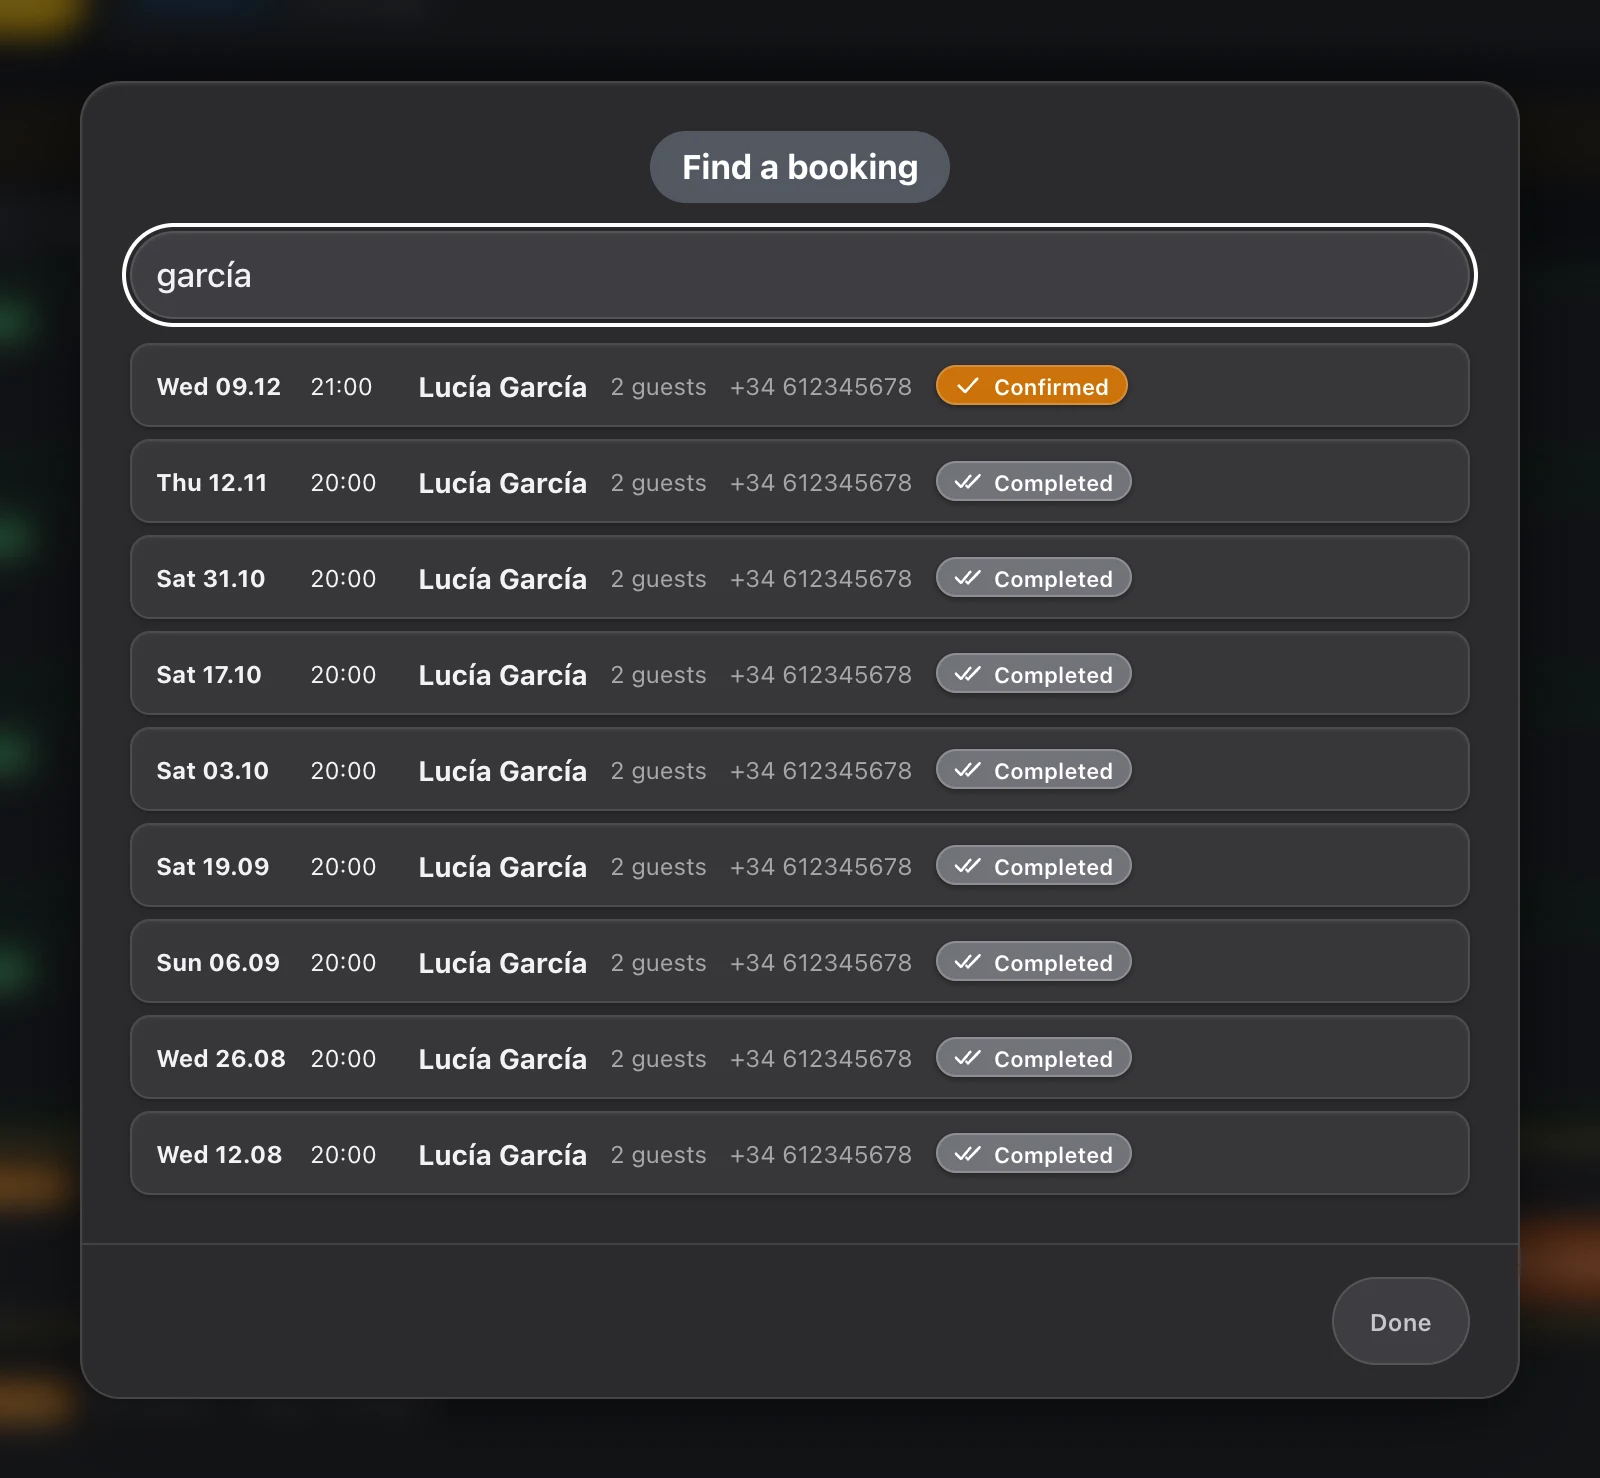 Find a booking
garcía
Wed 09.12 21:00 Lucía García 2 guests +34 612345678 Confirmed
Thu 12.11 20:00 Lucía García 2 guests +34 612345678 Completed
Sat 31.10 20:00 Lucía García 2 guests +34 612345678 Completed
Sat 17.10 20:00 Lucía García 2 guests +34 612345678 Completed
Sat 03.10 20:00 Lucía García 2 guests +34 612345678 Completed
Sat 19.09 20:00 Lucía García 2 guests +34 612345678 Completed
Sun 06.09 20:00 Lucía García 2 guests +34 612345678 Completed
Wed 26.08 20:00 Lucía García 2 guests +34 612345678 Completed
Wed 12.08 20:00 Lucía García 2 guests +34 612345678 Completed
Done